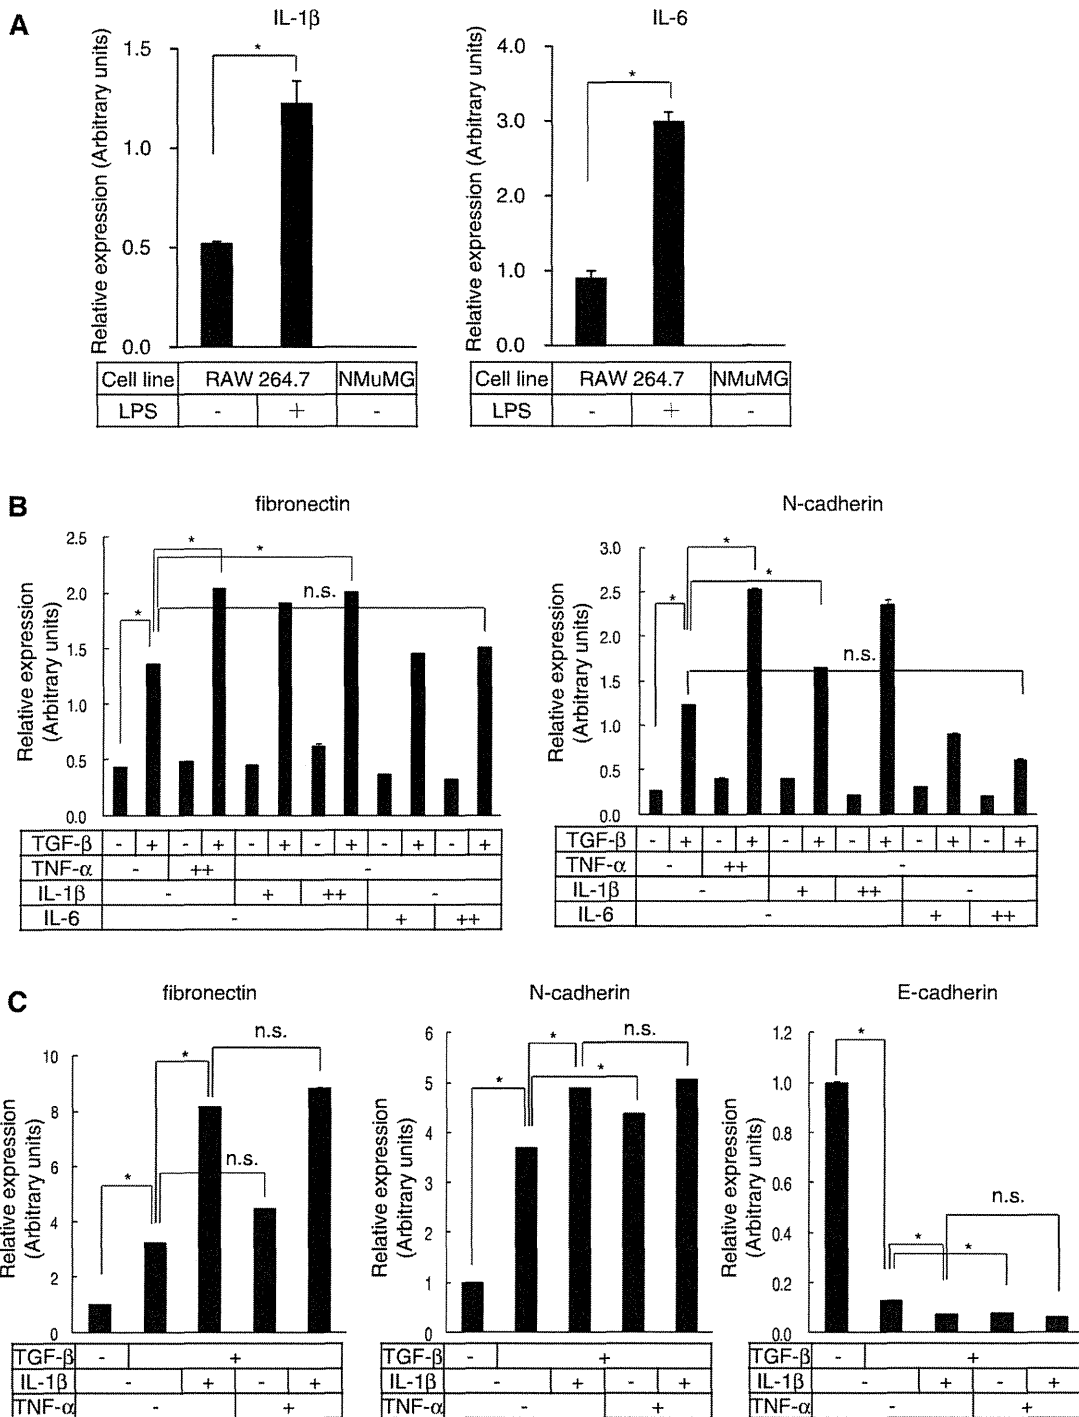 A
IL-1β
Relative expression (Arbitrary units)
1.5
1.0
0.5
0.0
*
Cell line RAW 264.7 NMuMG
LPS - + -
IL-6
Relative expression (Arbitrary units)
4.0
3.0
2.0
1.0
0.0
*
Cell line RAW 264.7 NMuMG
LPS - + -
B
fibronectin
Relative expression
(Arbitrary units)
2.5
2.0
1.5
1.0
0.5
0.0
*
*
n.s.
*
TGF-β - + - + - + - + - + - +
TNF-α - ++ -
IL-1β - + ++ -
IL-6 - + ++
N-cadherin
Relative expression
(Arbitrary units)
3.0
2.5
2.0
1.5
1.0
0.5
0.0
*
*
*
n.s.
TGF-β - + - + - + - + - + - +
TNF-α - ++ -
IL-1β - + ++ -
IL-6 - + ++
C
fibronectin
Relative expression
(Arbitrary units)
10
8
6
4
2
0
n.s.
*
n.s.
*
TGF-β - +
IL-1β - + - +
TNF-α - +
N-cadherin
Relative expression
(Arbitrary units)
6
5
4
3
2
1
0
n.s.
*
*
*
TGF-β - +
IL-1β - + - +
TNF-α - +
E-cadherin
Relative expression
(Arbitrary units)
1.2
1.0
0.8
0.6
0.4
0.2
0.0
*
n.s.
*
*
TGF-β - +
IL-1β - + - +
TNF-α - +